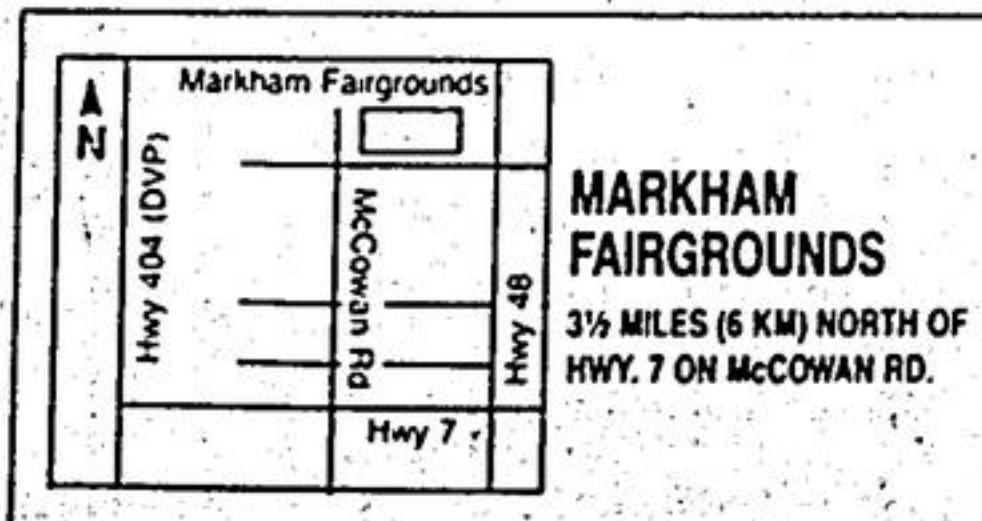 Markham Fairgrounds
N
Hwy 404 (DVP)
McCowan Rd
Hwy 48
Hwy 7
MARKHAM
FAIRGROUNDS
3½ MILES (6 KM) NORTH OF
HWY. 7 ON McCOWAN RD.